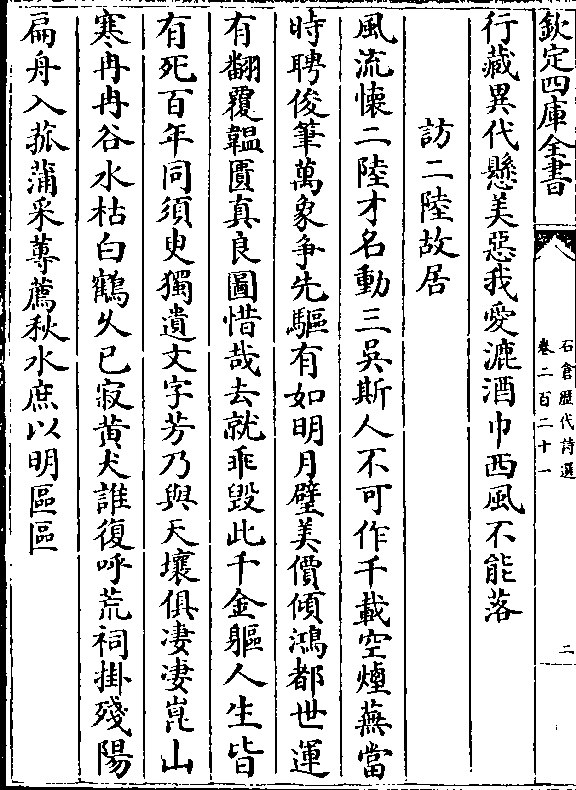 欽定四庫全書
石倉歴代詩選
卷二百二十一
二
行藏異代懸美惡我愛漉酒巾西風不能落
訪二陸故居
風流懷二陸才名動三吳斯人不可作千載空煙蕪當
時聘俊筆萬象争先驅有如明月璧美價傾鴻都世運
有翻覆韞匵真良圖惜哉去就乖毁此千金軀人生皆
有死百年同須臾獨遺文字芳乃與天壤俱凄凄崑山
寒冉冉谷水枯白鶴久已寂黄犬誰復呼荒祠掛殘陽
扁舟入菰蒲采蓴薦秋水庶以明區區